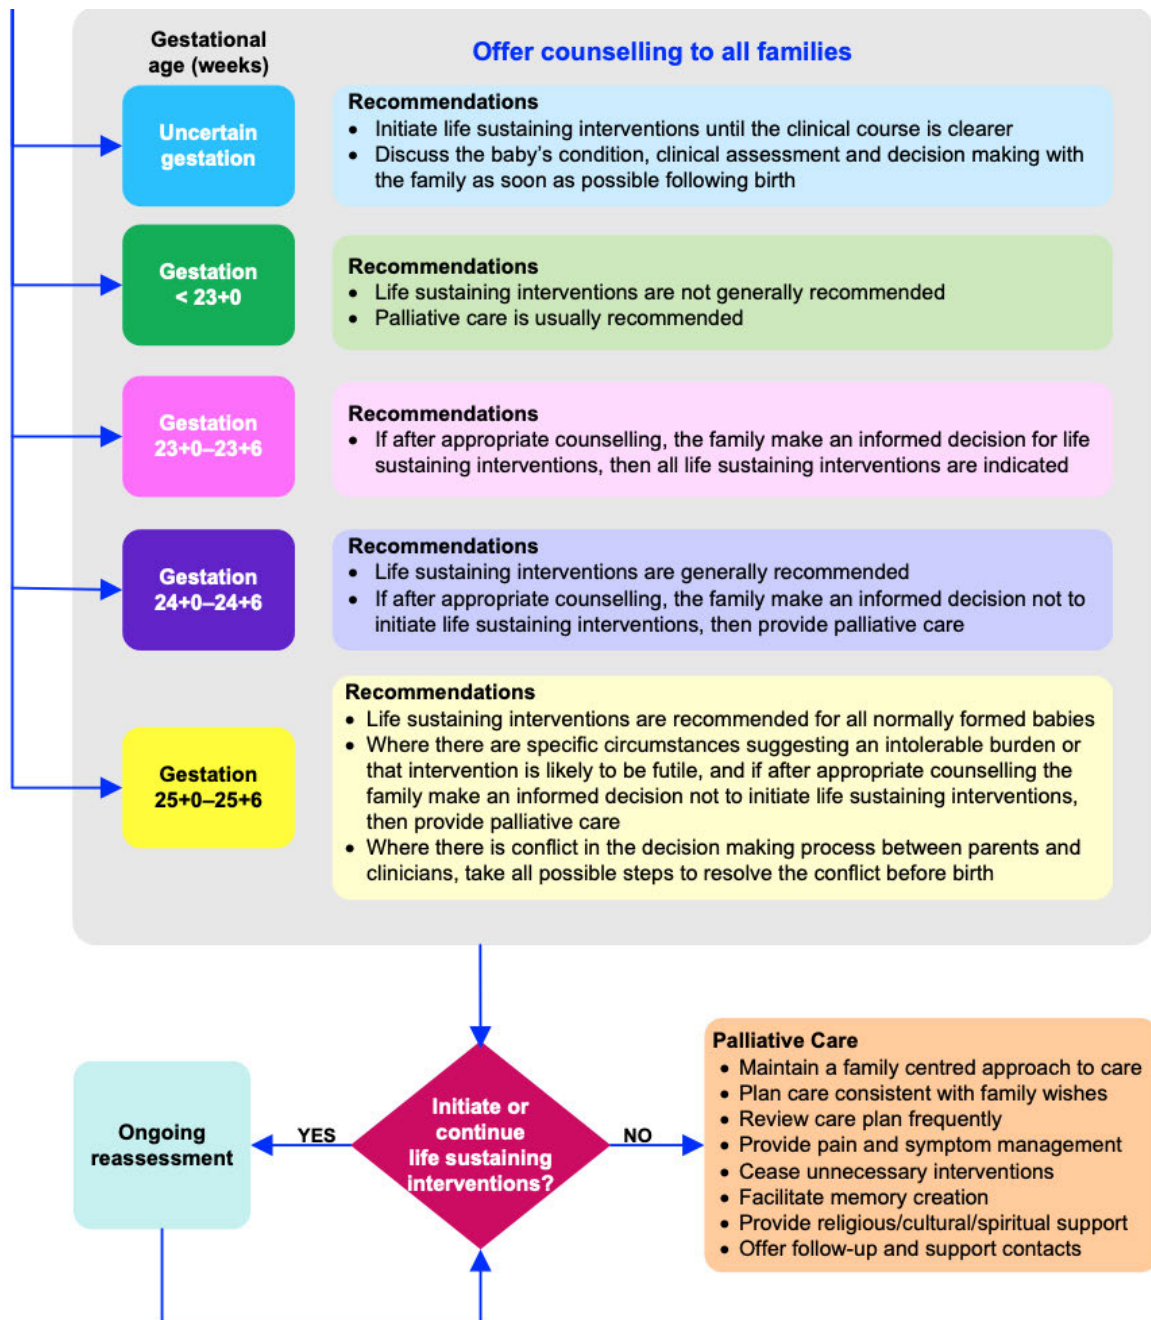 Gestational
age (weeks)
Offer counselling to all families
Uncertain
gestation
Recommendations
• Initiate life sustaining interventions until the clinical course is clearer
• Discuss the baby's condition, clinical assessment and decision making with
the family as soon as possible following birth
Gestation
< 23+0
Recommendations
• Life sustaining interventions are not generally recommended
• Palliative care is usually recommended
Gestation
23+0–23+6
Recommendations
• If after appropriate counselling, the family make an informed decision for life
sustaining interventions, then all life sustaining interventions are indicated
Gestation
24+0–24+6
Recommendations
• Life sustaining interventions are generally recommended
• If after appropriate counselling, the family make an informed decision not to
initiate life sustaining interventions, then provide palliative care
Gestation
25+0–25+6
Recommendations
• Life sustaining interventions are recommended for all normally formed babies
• Where there are specific circumstances suggesting an intolerable burden or
that intervention is likely to be futile, and if after appropriate counselling the
family make an informed decision not to initiate life sustaining interventions,
then provide palliative care
• Where there is conflict in the decision making process between parents and
clinicians, take all possible steps to resolve the conflict before birth
Ongoing
reassessment
YES
Initiate or
continue
life sustaining
interventions?
NO
Palliative Care
• Maintain a family centred approach to care
• Plan care consistent with family wishes
• Review care plan frequently
• Provide pain and symptom management
• Cease unnecessary interventions
• Facilitate memory creation
• Provide religious/cultural/spiritual support
• Offer follow-up and support contacts